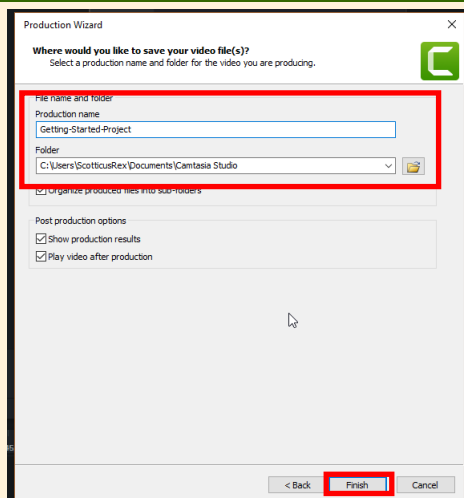 Production Wizard
Where would you like to save your video file(s)?
Select a production name and folder for the video you are producing.
File name and folder
Production name
Getting-Started-Project
Folder
C:\Users\ScotticusRex\Documents\Camtasia Studio
Organize produced files into sub-folders
Post production options
Show production results
Play video after production
< Back Finish Cancel